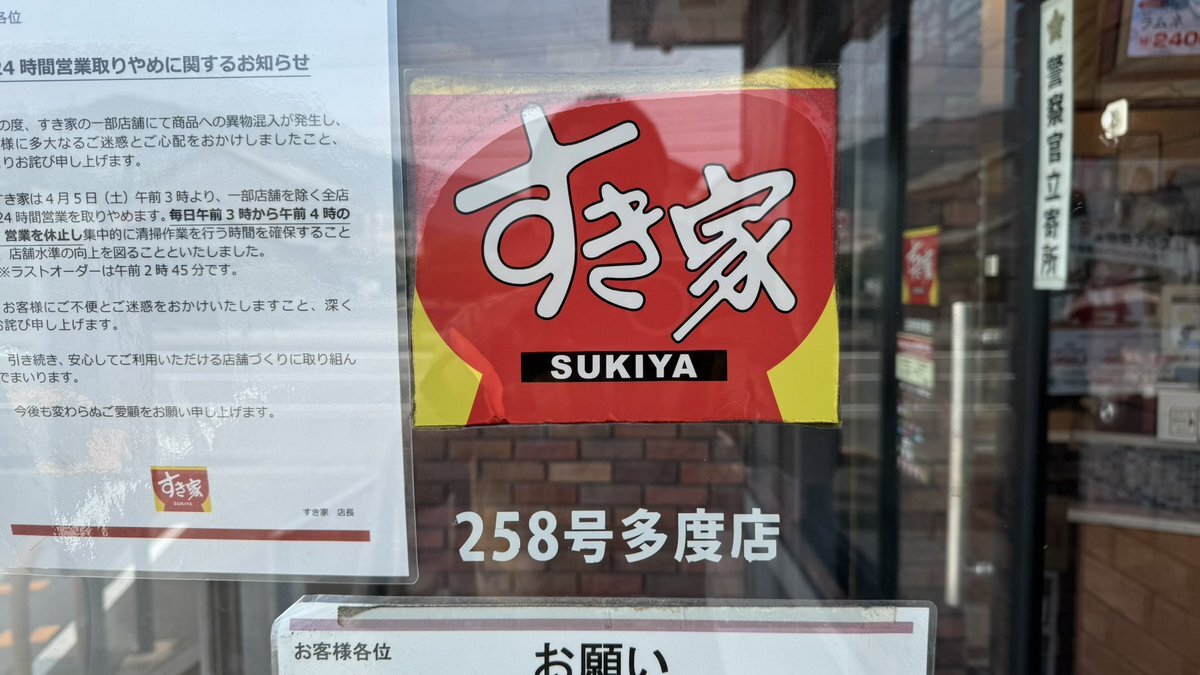 各位
24時間営業取りやめに関するお知らせ
の度、すき家の一部店舗にて商品への異物混入が発生し、
様に多大なるご迷惑とご心配をおかけしましたこと、
りお詫び申し上げます。
すき家は4月5日（土）午前3時より、一部店舗を除く全店
24時間営業を取りやめます。毎日午前3時から午前4時の
営業を休止し集中的に清掃作業を行う時間を確保すること
、店舗水準の向上を図ることといたしました。
※ラストオーダーは午前2時45分です。
お客様にご不便とご迷惑をおかけいたしますこと、深く
お詫び申し上げます。
引き続き、安心してご利用いただける店舗づくりに取り組ん
でまいります。
今後も変わらぬご愛顧をお願い申し上げます。
すき家
SUKIYA
すき家 店長
すき家
SUKIYA
258号多度店
お客様各位
お願い
警察官立寄所
ラムネ
¥240
すき家